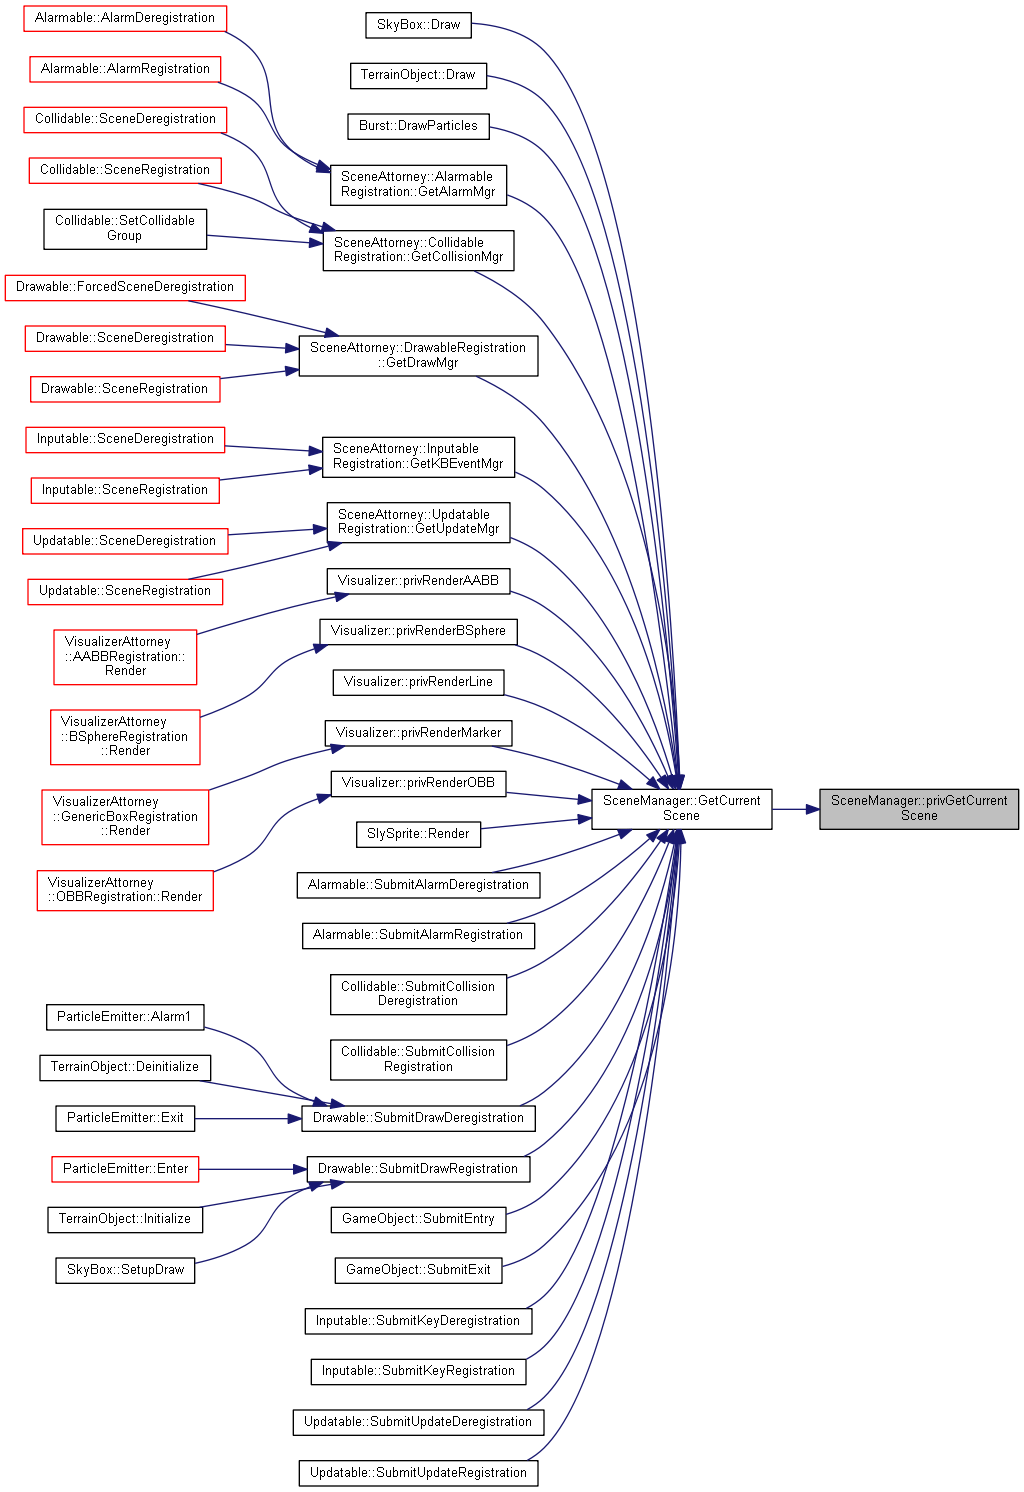 Alarmable::AlarmDeregistration
Alarmable::AlarmRegistration
Collidable::SceneDeregistration
Collidable::SceneRegistration
Collidable::SetCollidable
Group
Drawable::ForcedSceneDeregistration
Drawable::SceneDeregistration
Drawable::SceneRegistration
Inputable::SceneDeregistration
Inputable::SceneRegistration
Updatable::SceneDeregistration
Updatable::SceneRegistration
VisualizerAttorney
::AABBRegistration::
Render
VisualizerAttorney
::BSphereRegistration
::Render
VisualizerAttorney
::GenericBoxRegistration
::Render
VisualizerAttorney
::OBBRegistration::Render
ParticleEmitter::Alarm1
TerrainObject::Deinitialize
ParticleEmitter::Exit
ParticleEmitter::Enter
TerrainObject::Initialize
SkyBox::SetupDraw
SkyBox::Draw
TerrainObject::Draw
Burst::DrawParticles
SceneAttorney::Alarmable
Registration::GetAlarmMgr
SceneAttorney::Collidable
Registration::GetCollisionMgr
SceneAttorney::DrawableRegistration
::GetDrawMgr
SceneAttorney::Inputable
Registration::GetKBEventMgr
SceneAttorney::Updatable
Registration::GetUpdateMgr
Visualizer::privRenderAABB
Visualizer::privRenderBSphere
Visualizer::privRenderLine
Visualizer::privRenderMarker
Visualizer::privRenderOBB
SlySprite::Render
Alarmable::SubmitAlarmDeregistration
Alarmable::SubmitAlarmRegistration
Collidable::SubmitCollision
Deregistration
Collidable::SubmitCollision
Registration
Drawable::SubmitDrawDeregistration
Drawable::SubmitDrawRegistration
GameObject::SubmitEntry
GameObject::SubmitExit
Inputable::SubmitKeyDeregistration
Inputable::SubmitKeyRegistration
Updatable::SubmitUpdateDeregistration
Updatable::SubmitUpdateRegistration
SceneManager::GetCurrent
Scene
SceneManager::privGetCurrent
Scene